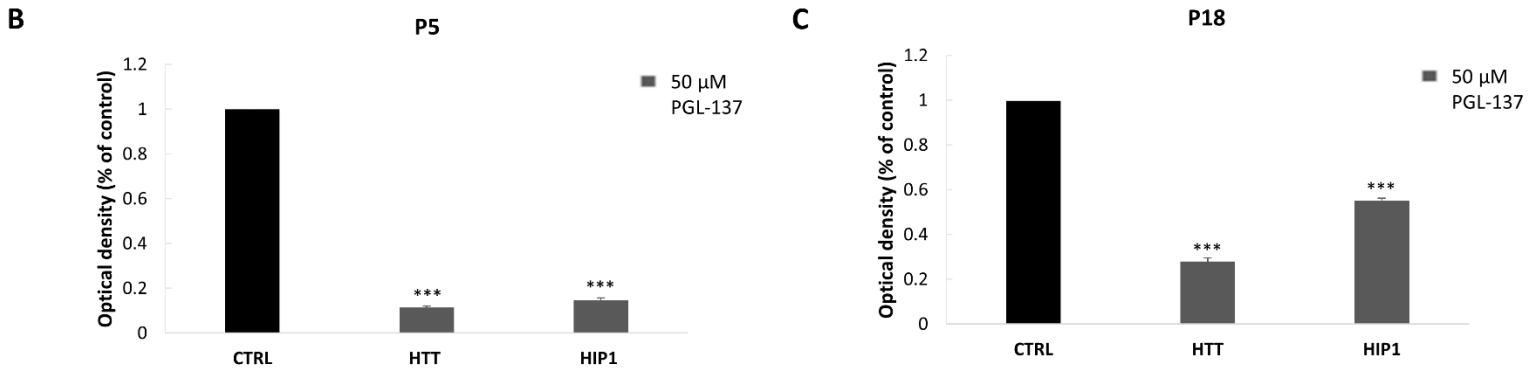 B
P5
Optical density (% of control)
1.2
1
0.8
0.6
0.4
0.2
0
50 μM
PGL-137
***
***
CTRL
HTT
HIP1
C
P18
Optical density (% of control)
1.2
1
0.8
0.6
0.4
0.2
0
50 μM
PGL-137
***
***
CTRL
HTT
HIP1